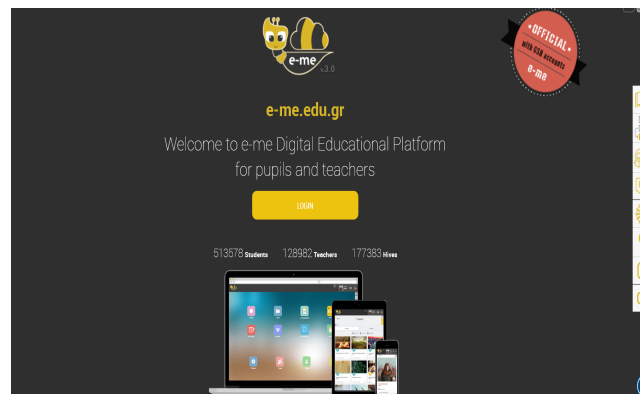 e-me
v.3.0
• OFFICIAL •
with GSN accounts
e-me
e-me.edu.gr
Welcome to e-me Digital Educational Platform
for pupils and teachers
LOGIN
513578 Students 128982 Teachers 177383 Hives